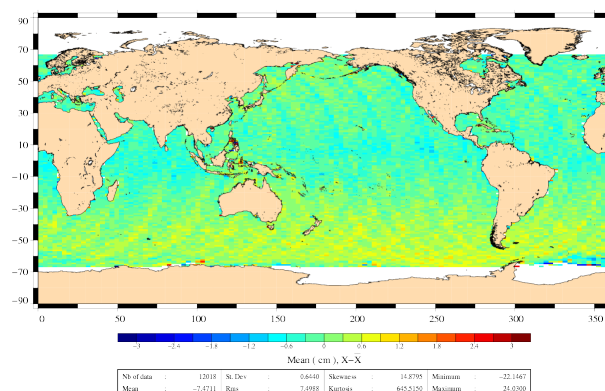 90
70
50
30
10
−10
−30
−50
−70
−90
0 50 100 150 200 250 300 350
−3 −2.4 −1.8 −1.2 −0.6 0 0.6 1.2 1.8 2.4 3
Mean ( cm ), X−X̅
Nb of data : 12018 St. Dev : 0.6440 Skewness : 14.8795 Minimum : −22.1467
Mean : −7.4711 Rms : 7.4988 Kurtosis : 645.5150 Maximum : 24.0300